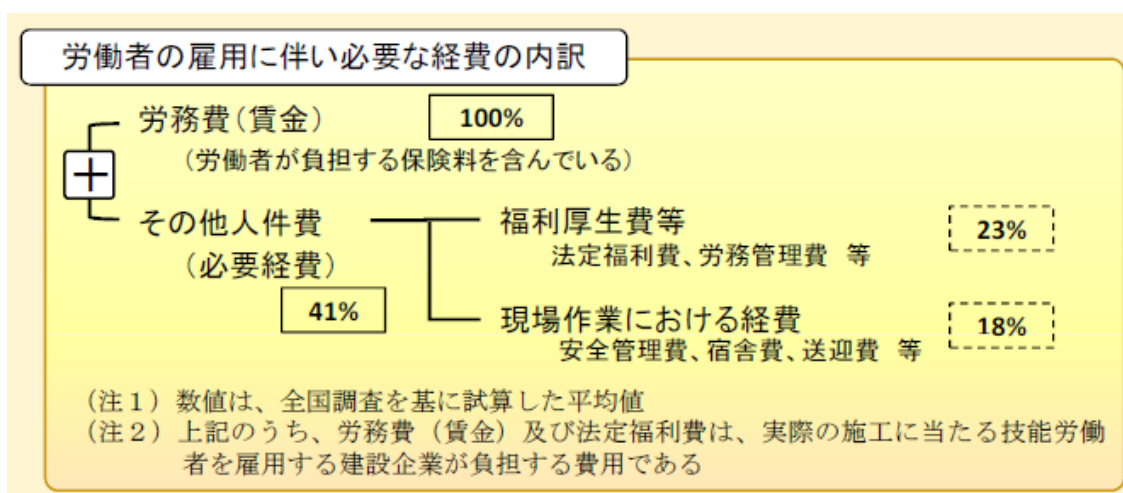 労働者の雇用に伴い必要な経費の内訳
労務費(賃金) 100%
(労働者が負担する保険料を含んでいる)
+
その他人件費
(必要経費)
41%
福利厚生費等 23%
法定福利費、労務管理費 等
現場作業における経費 18%
安全管理費、宿舎費、送迎費 等
(注1)数値は、全国調査を基に試算した平均値
(注2)上記のうち、労務費(賃金)及び法定福利費は、実際の施工に当たる技能労働
者を雇用する建設企業が負担する費用である